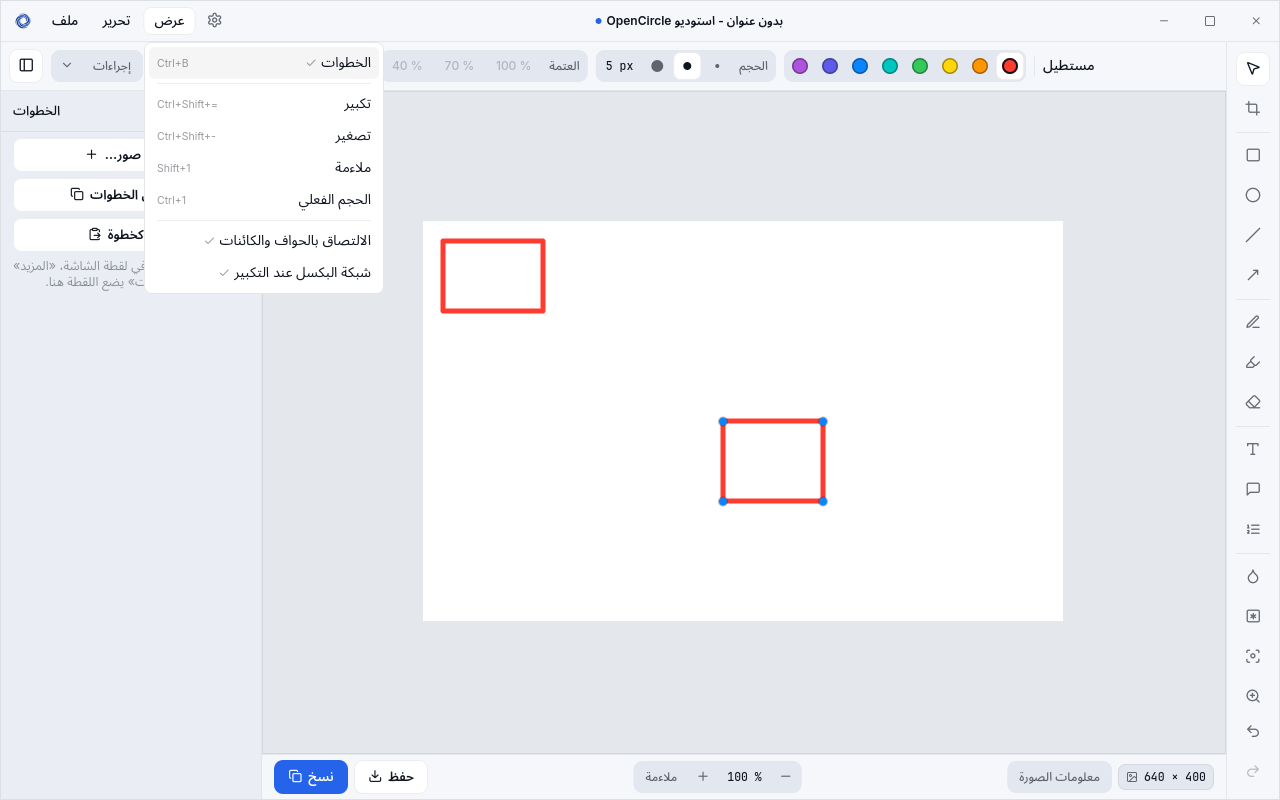 ملف
تحرير
عرض
بدون عنوان - استوديو OpenCircle
إجراءات
40 %
70 %
100 %
العتمة
5 px
الحجم
مستطيل
الخطوات Ctrl+B
تكبير Ctrl+Shift+=
تصغير Ctrl+Shift+-
ملاءمة Shift+1
الحجم الفعلي Ctrl+1
الالتصاق بالحواف والكائنات
شبكة البكسل عند التكبير
الخطوات
صور...
الخطوات
كخطوة
في لقطة الشاشة، «المزيد»
يضع اللقطة هنا.
نسخ
حفظ
ملاءمة
100 %
معلومات الصورة
640 × 400